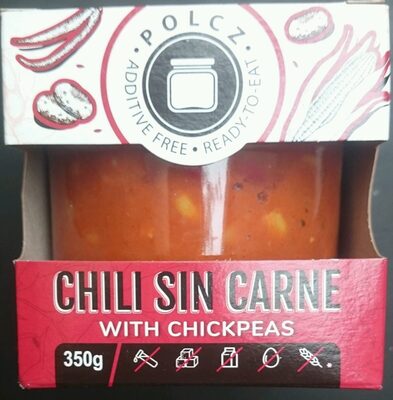 • POLCZ •
ADDITIVE FREE • READY-TO-EAT
CHILI SIN CARNE
WITH CHICKPEAS
350g